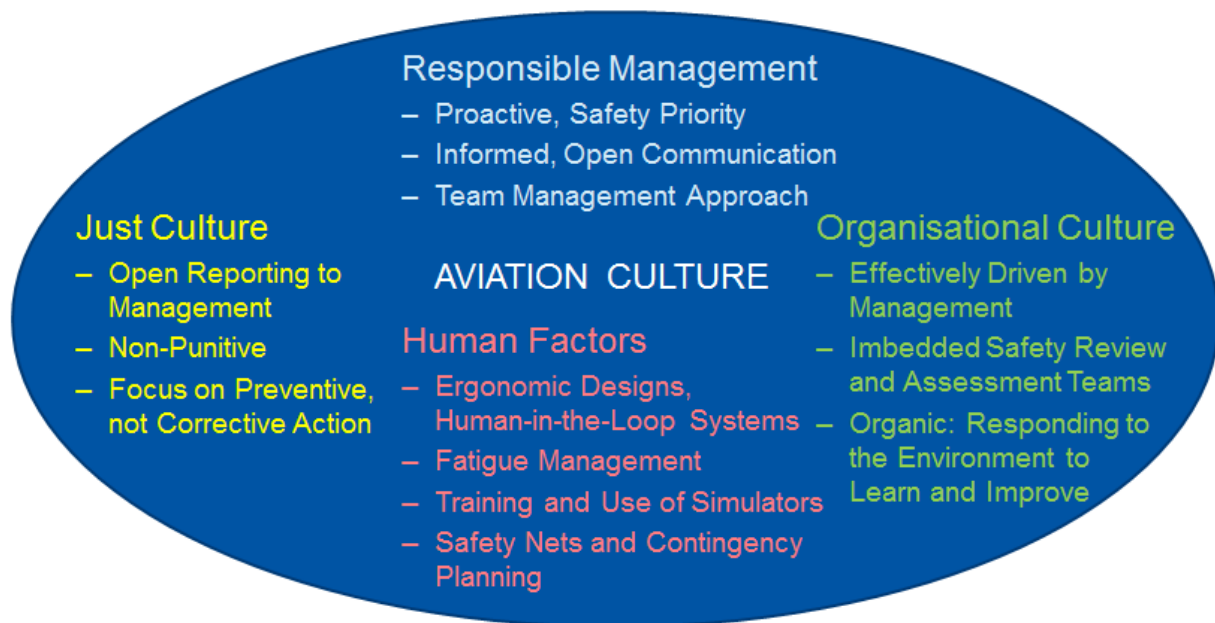 Responsible Management
– Proactive, Safety Priority
– Informed, Open Communication
– Team Management Approach
Just Culture
– Open Reporting to
Management
– Non-Punitive
– Focus on Preventive,
not Corrective Action
AVIATION CULTURE
Human Factors
– Ergonomic Designs,
Human-in-the-Loop Systems
– Fatigue Management
– Training and Use of Simulators
– Safety Nets and Contingency
Planning
Organisational Culture
– Effectively Driven by
Management
– Imbedded Safety Review
and Assessment Teams
– Organic: Responding to
the Environment to
Learn and Improve